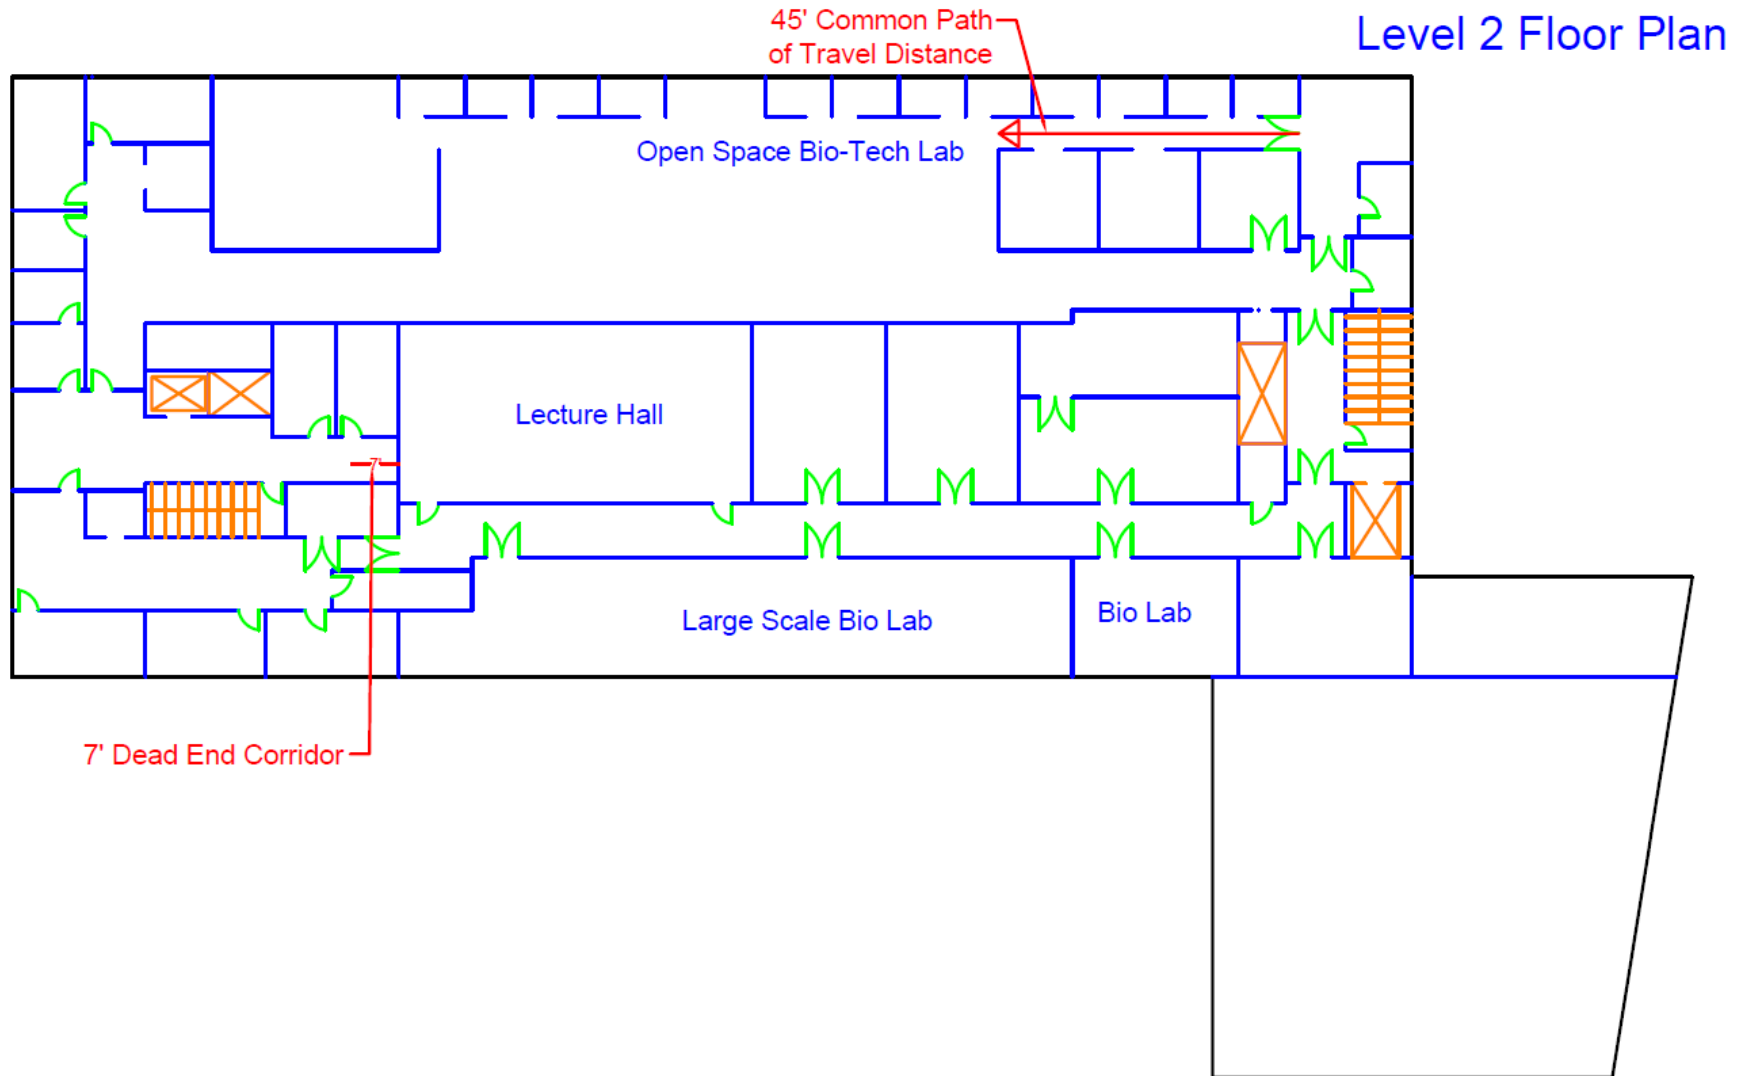 45' Common Path
of Travel Distance
Level 2 Floor Plan
Open Space Bio-Tech Lab
Lecture Hall
7'
Large Scale Bio Lab
Bio Lab
7' Dead End Corridor